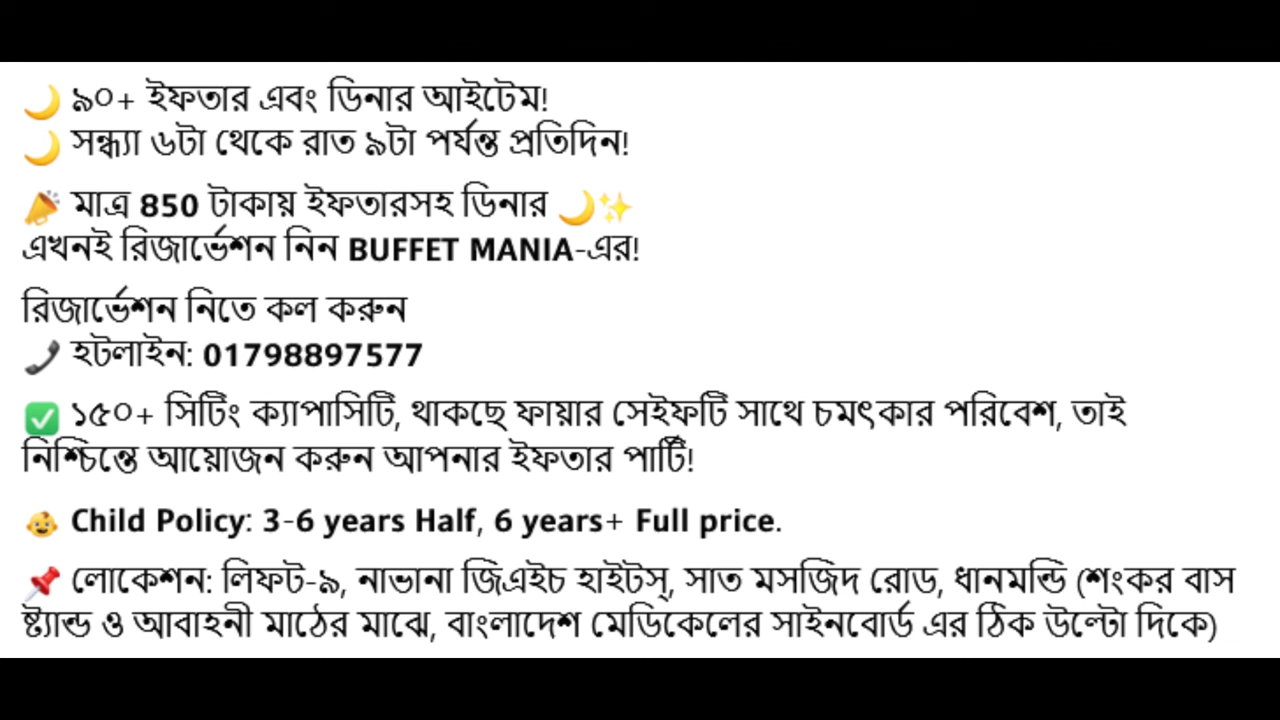 🌙 ৯০+ ইফতার এবং ডিনার আইটেম!
🌙 সন্ধ্যা ৬টা থেকে রাত ৯টা পর্যন্ত প্রতিদিন!
📣 মাত্র 850 টাকায় ইফতারসহ ডিনার 🌙✨
এখনই রিজার্ভেশন নিন BUFFET MANIA-এর!
রিজার্ভেশন নিতে কল করুন
📞 হটলাইন: 01798897577
✅ ১৫০+ সিটিং ক্যাপাসিটি, থাকছে ফায়ার সেইফটি সাথে চমৎকার পরিবেশ, তাই
নিশ্চিন্তে আয়োজন করুন আপনার ইফতার পার্টি!
👶 Child Policy: 3-6 years Half, 6 years+ Full price.
📌 লোকেশন: লিফট-৯, নাভানা জিএইচ হাইটস্, সাত মসজিদ রোড, ধানমন্ডি (শংকর বাস
ষ্ট্যান্ড ও আবাহনী মাঠের মাঝে, বাংলাদেশ মেডিকেলের সাইনবোর্ড এর ঠিক উল্টো দিকে)